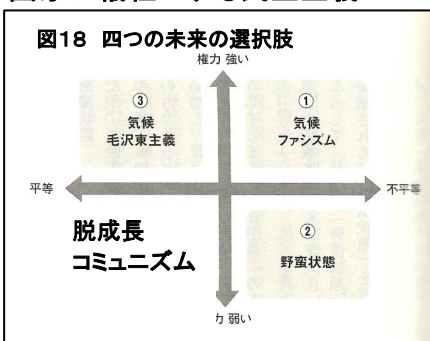 図18 四つの未来の選択肢
権力 強い
③
気候
毛沢東主義
①
気候
ファシズム
平等
不平等
脱成長
コミュニズム
②
野蛮状態
弱い